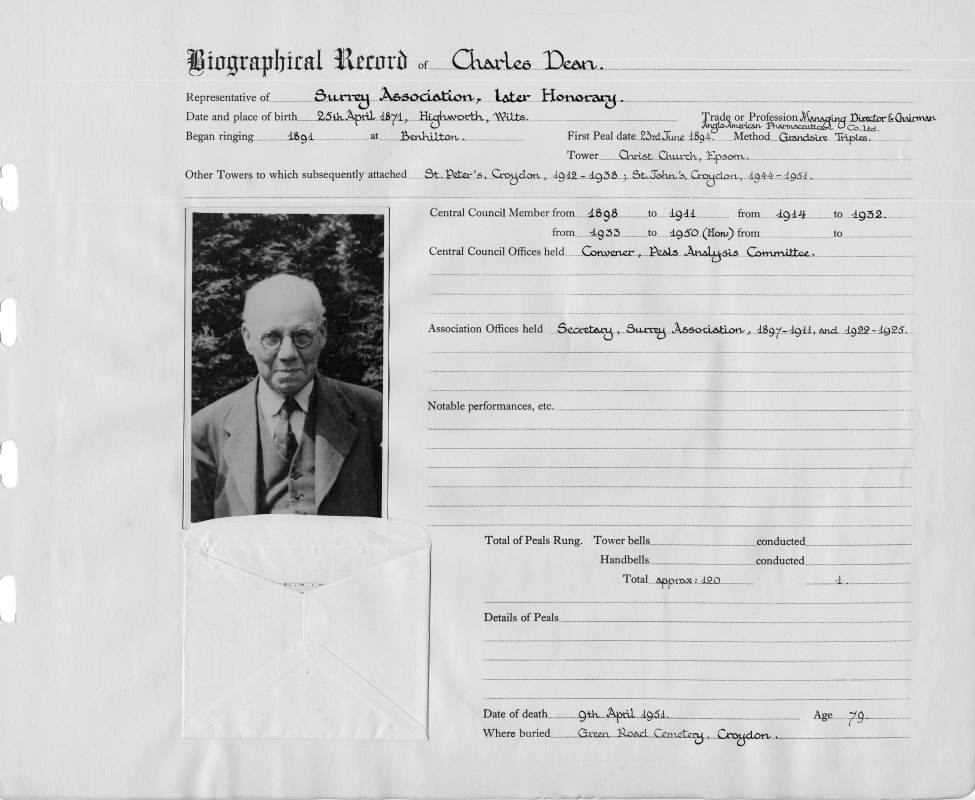 Biographical Record of Charles Dean.
Representative of Surrey Association, later Honorary.
Date and place of birth 25th April 1871, Highworth, Wilts. Trade or Profession Managing Director & Chairman
Anglo-American Pharmaceutical Co. Ltd.
Began ringing 1891 at Benhilton. First Peal date 23rd June 1894. Method Grandsire Triples.
Tower Christ Church, Epsom.
Other Towers to which subsequently attached St. Peter's, Croydon, 1912-1938; St. John's, Croydon, 1944-1951.
Central Council Member from 1898 to 1911 from 1914 to 1932.
from 1933 to 1950 (Hon) from to
Central Council Offices held Convener, Peals Analysis Committee.
Association Offices held Secretary, Surrey Association, 1897-1911, and 1922-1925.
Notable performances, etc.
Total of Peals Rung. Tower bells conducted
Handbells conducted
Total approx: 120 1.
Details of Peals
Date of death 9th April 1951. Age 79.
Where buried Green Road Cemetery, Croydon.